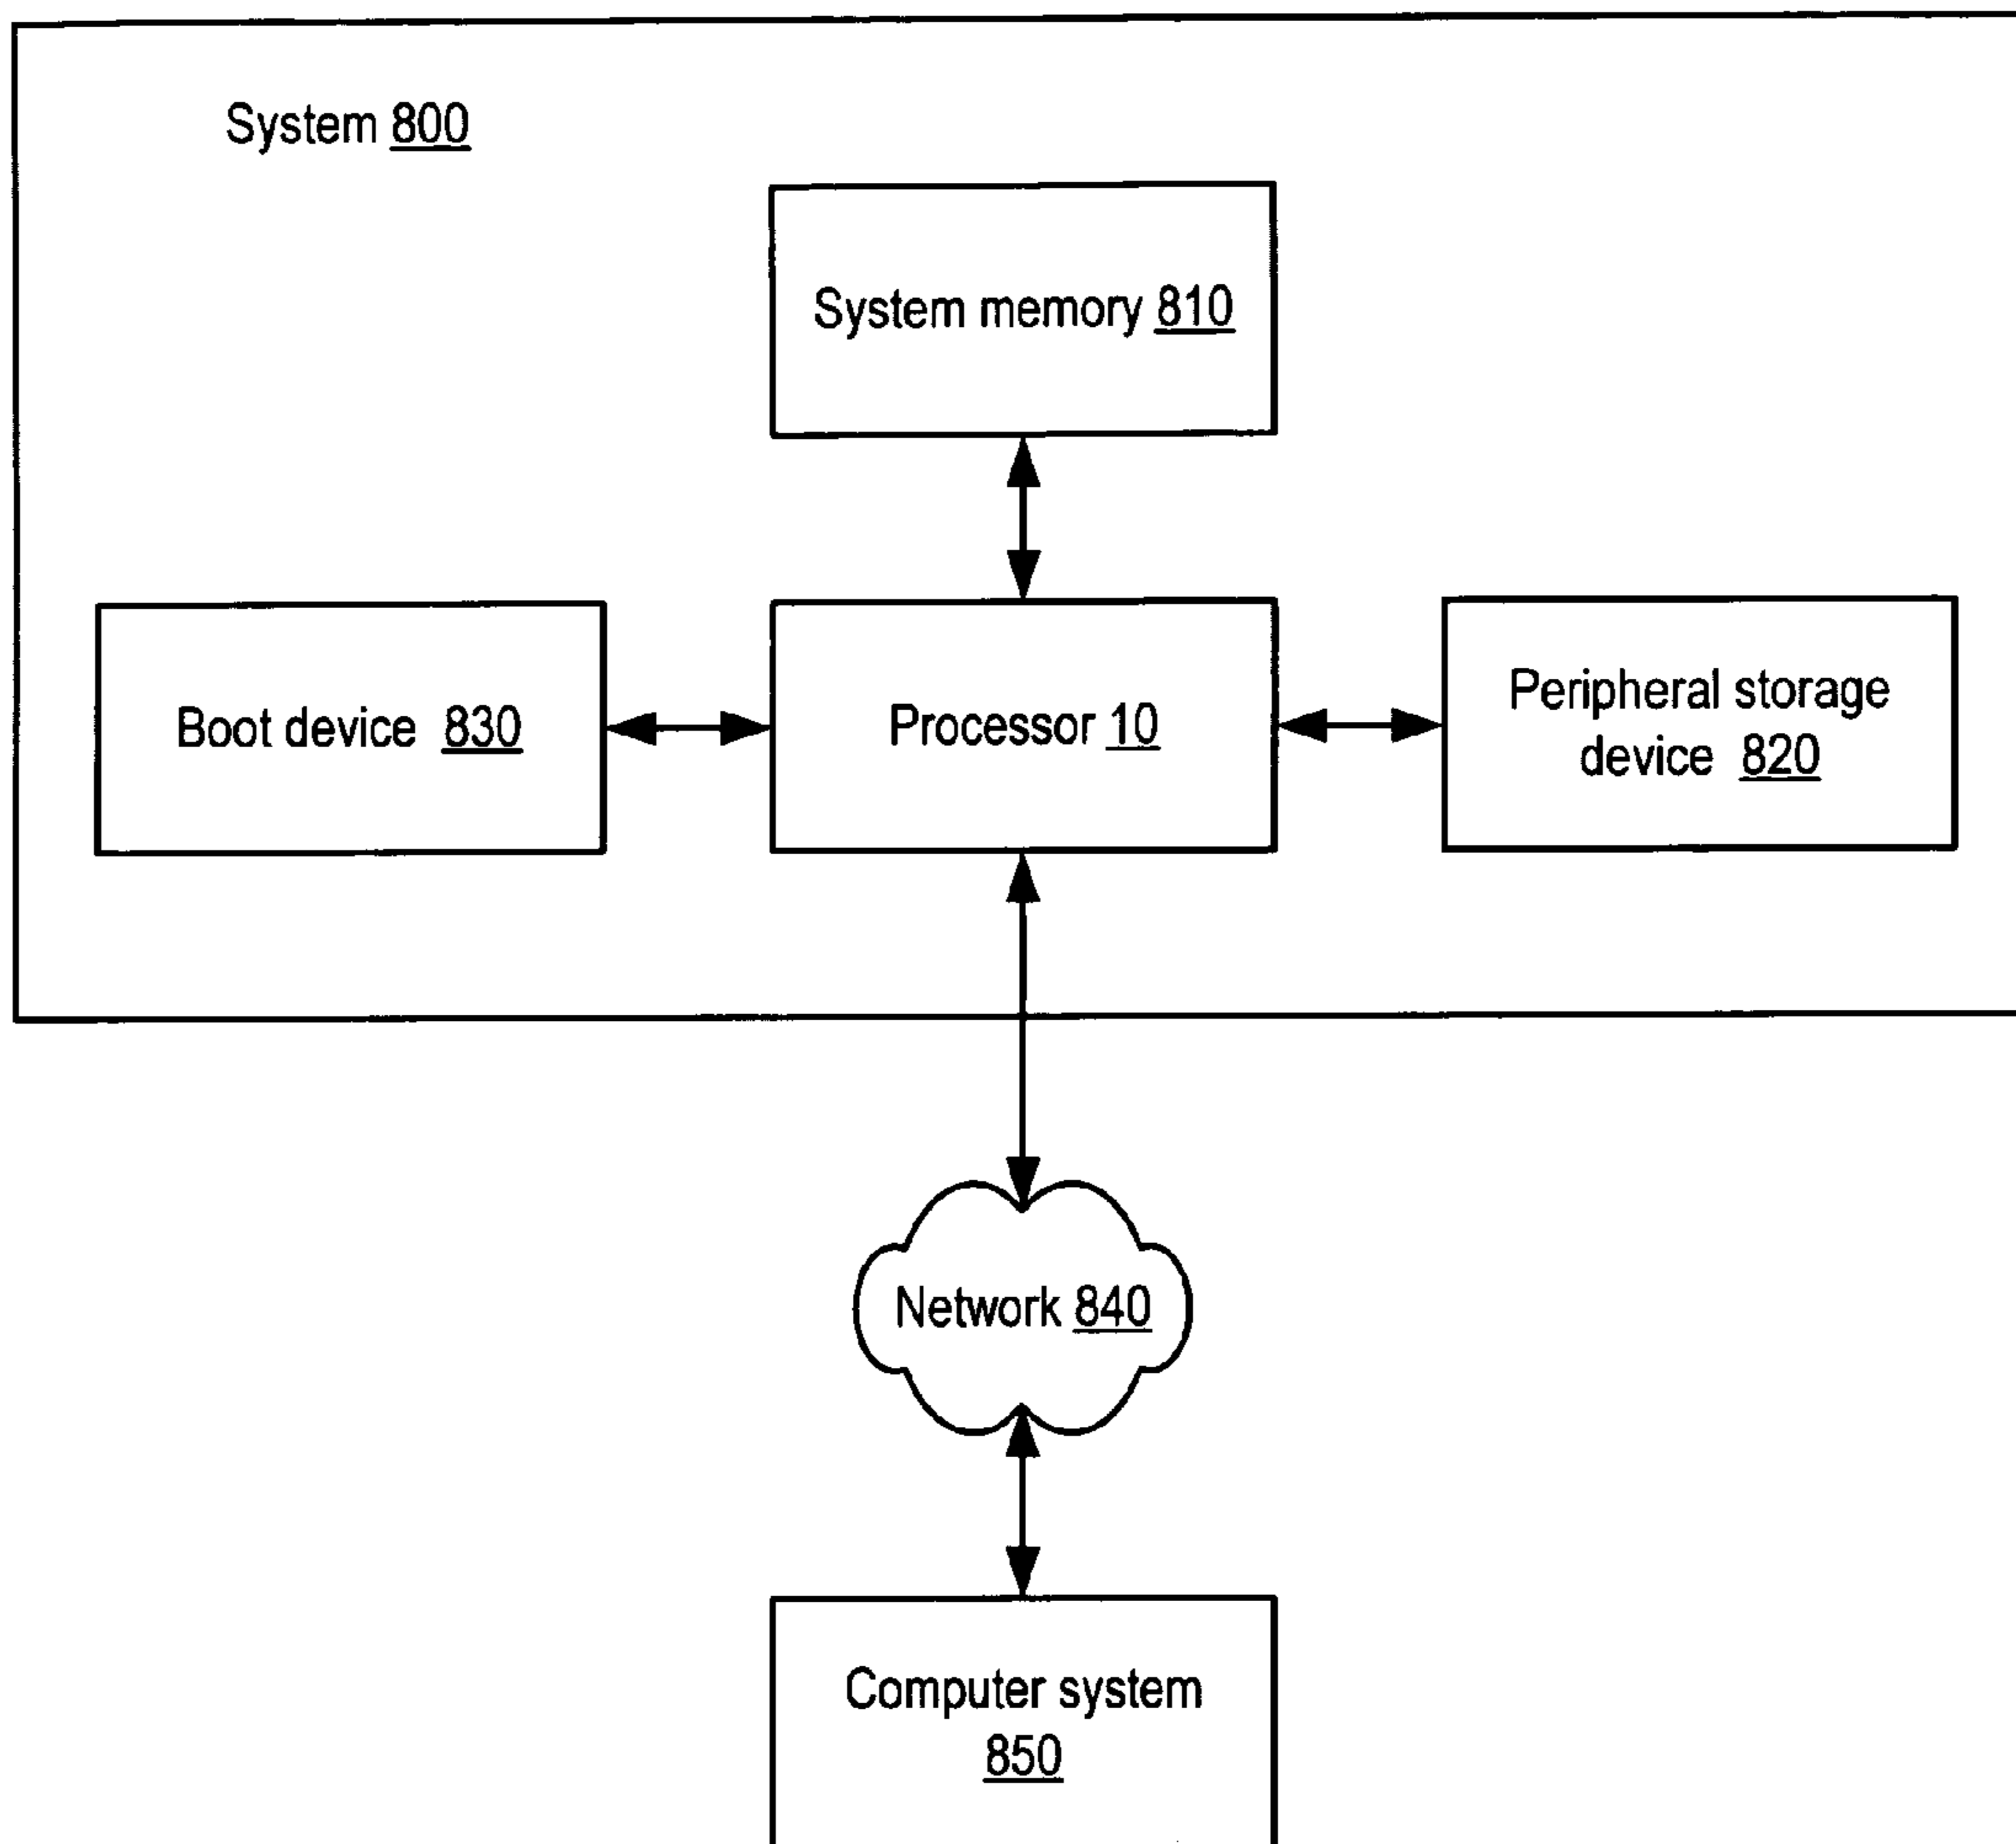 System 800
System memory 810
Boot device 830
Processor 10
Peripheral storage
device 820
Network 840
Computer system
850